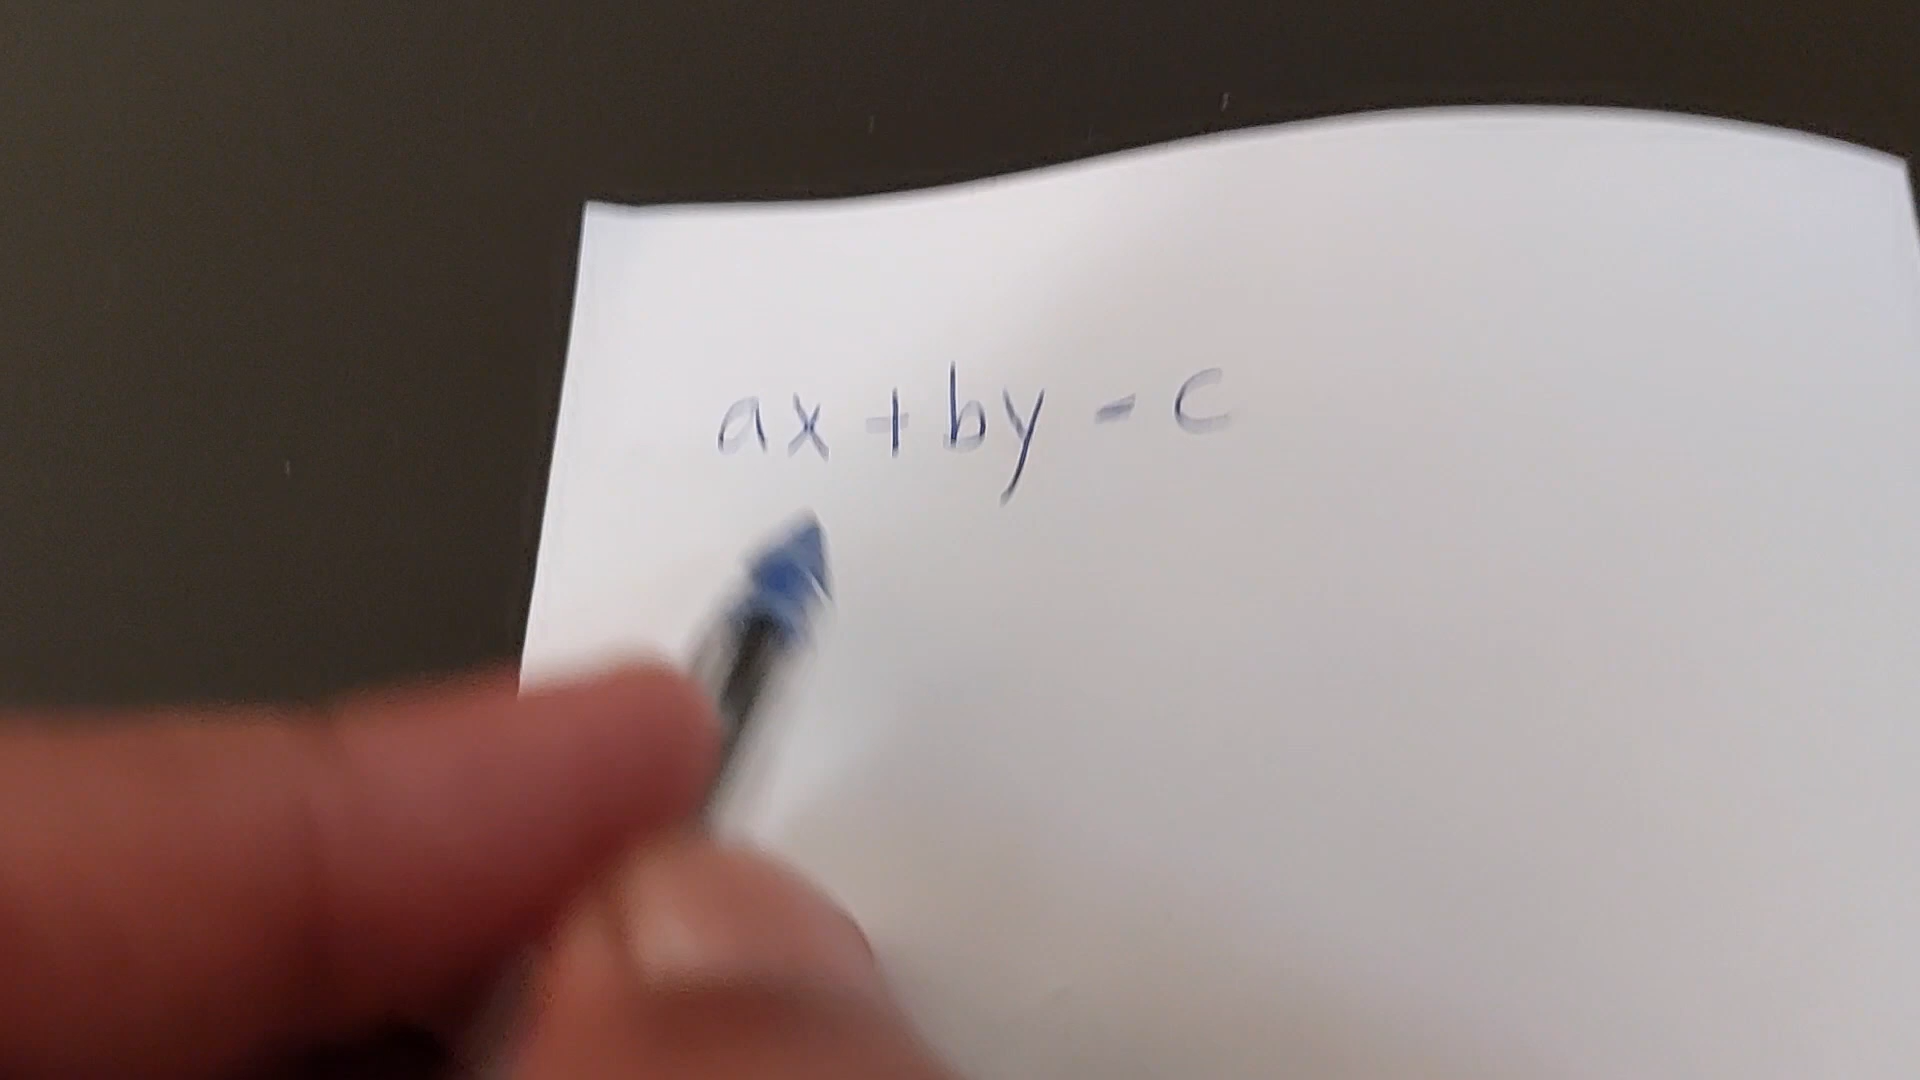 ax + by = c